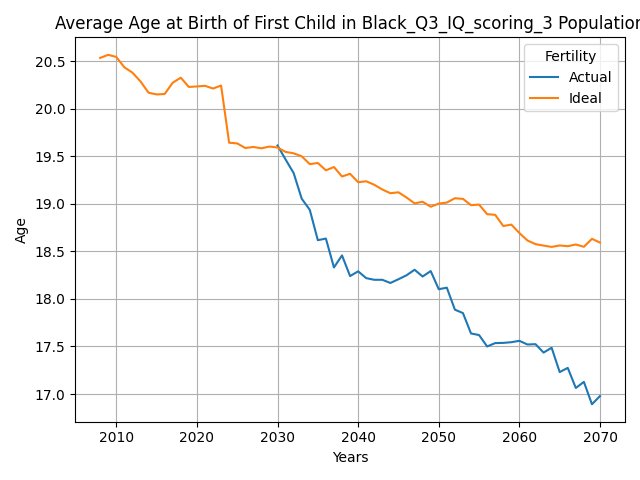 Average Age at Birth of First Child in Black_Q3_IQ_scoring_3 Population
Fertility
Actual
Ideal
20.5
20.0
19.5
19.0
18.5
18.0
17.5
17.0
Age
2010 2020 2030 2040 2050 2060 2070
Years